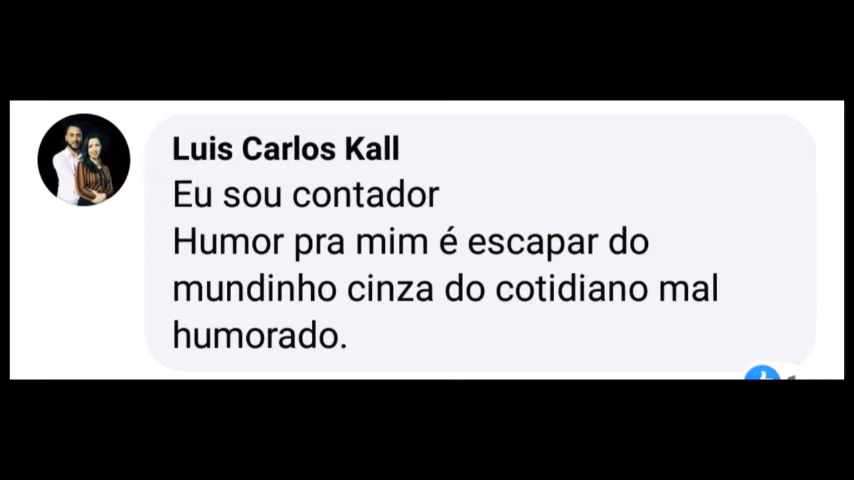 Luis Carlos Kall
Eu sou contador
Humor pra mim é escapar do
mundinho cinza do cotidiano mal
humorado.